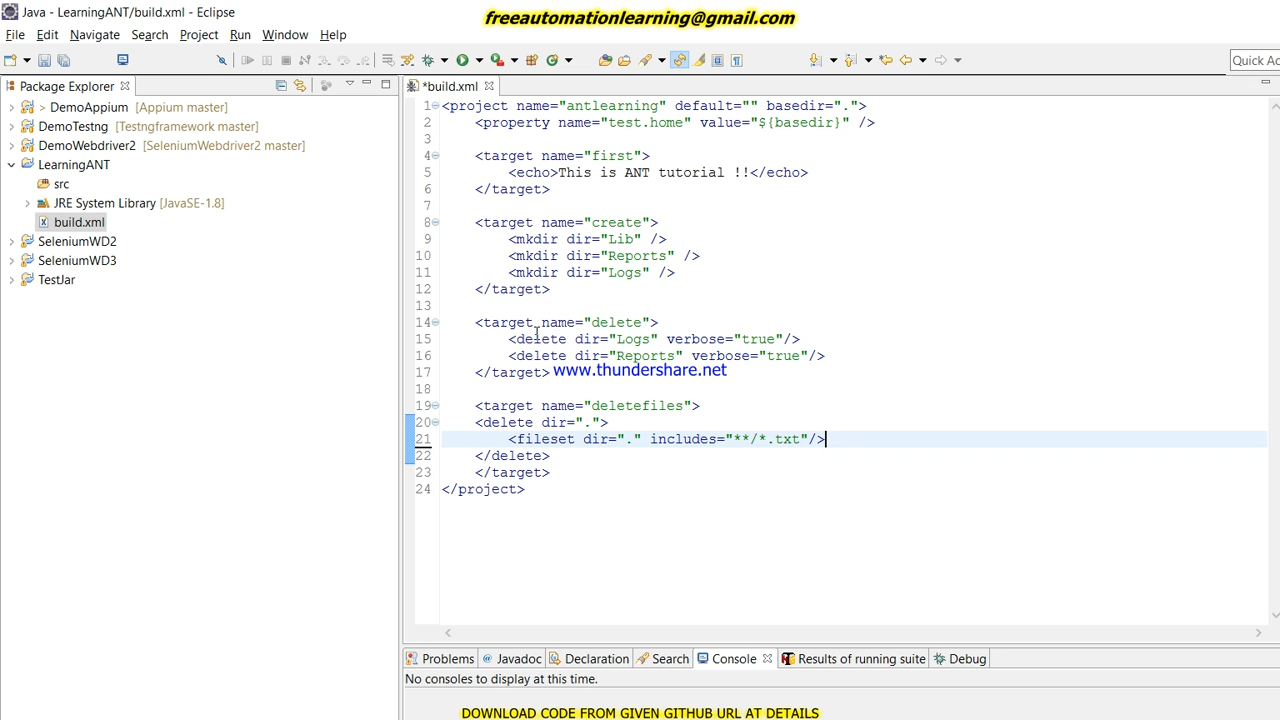 Java - LearningANT/build.xml - Eclipse
freeautomationlearning@gmail.com
File Edit Navigate Search Project Run Window Help
Quick Ac
Package Explorer
> DemoAppium [Appium master]
DemoTestng [Testngframework master]
DemoWebdriver2 [SeleniumWebdriver2 master]
LearningANT
src
JRE System Library [JavaSE-1.8]
build.xml
SeleniumWD2
SeleniumWD3
TestJar
*build.xml
1 <project name="antlearning" default="" basedir=".">
2 <property name="test.home" value="${basedir}" />
3
4 <target name="first">
5 <echo>This is ANT tutorial !!</echo>
6 </target>
7
8 <target name="create">
9 <mkdir dir="Lib" />
10 <mkdir dir="Reports" />
11 <mkdir dir="Logs" />
12 </target>
13
14 <target name="delete">
15 <delete dir="Logs" verbose="true"/>
16 <delete dir="Reports" verbose="true"/>
17 </target> www.thundershare.net
18
19 <target name="deletefiles">
20 <delete dir=".">
21 <fileset dir="." includes="**/*.txt"/>
22 </delete>
23 </target>
24 </project>
Problems @ Javadoc Declaration Search Console Results of running suite Debug
No consoles to display at this time.
DOWNLOAD CODE FROM GIVEN GITHUB URL AT DETAILS